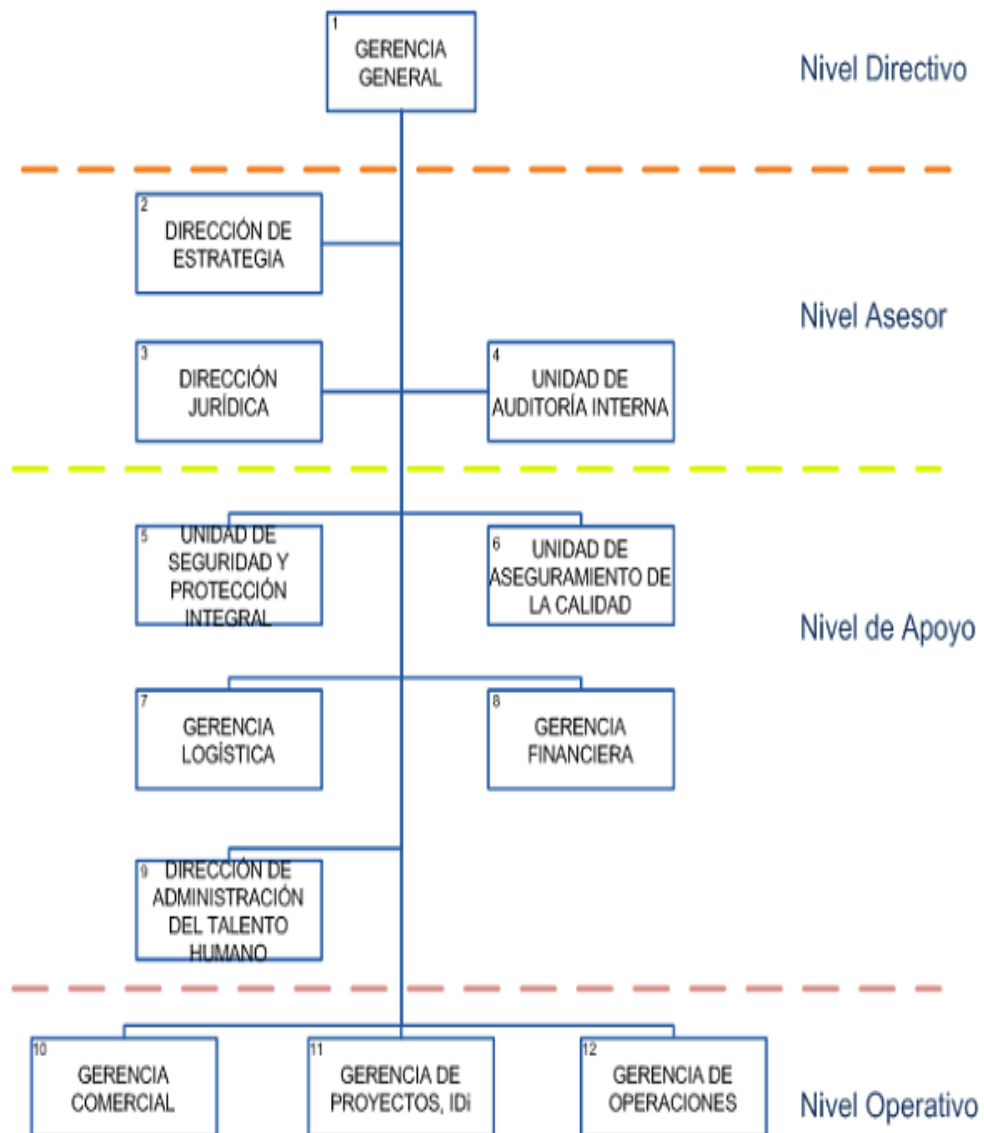 1
GERENCIA
GENERAL
Nivel Directivo
2
DIRECCIÓN DE
ESTRATEGIA
Nivel Asesor
3
DIRECCIÓN
JURÍDICA
4
UNIDAD DE
AUDITORÍA INTERNA
5
UNIDAD DE
SEGURIDAD Y
PROTECCIÓN
INTEGRAL
6
UNIDAD DE
ASEGURAMIENTO DE
LA CALIDAD
Nivel de Apoyo
7
GERENCIA
LOGÍSTICA
8
GERENCIA
FINANCIERA
9
DIRECCIÓN DE
ADMINISTRACIÓN
DEL TALENTO
HUMANO
10
GERENCIA
COMERCIAL
11
GERENCIA DE
PROYECTOS, IDi
12
GERENCIA DE
OPERACIONES
Nivel Operativo